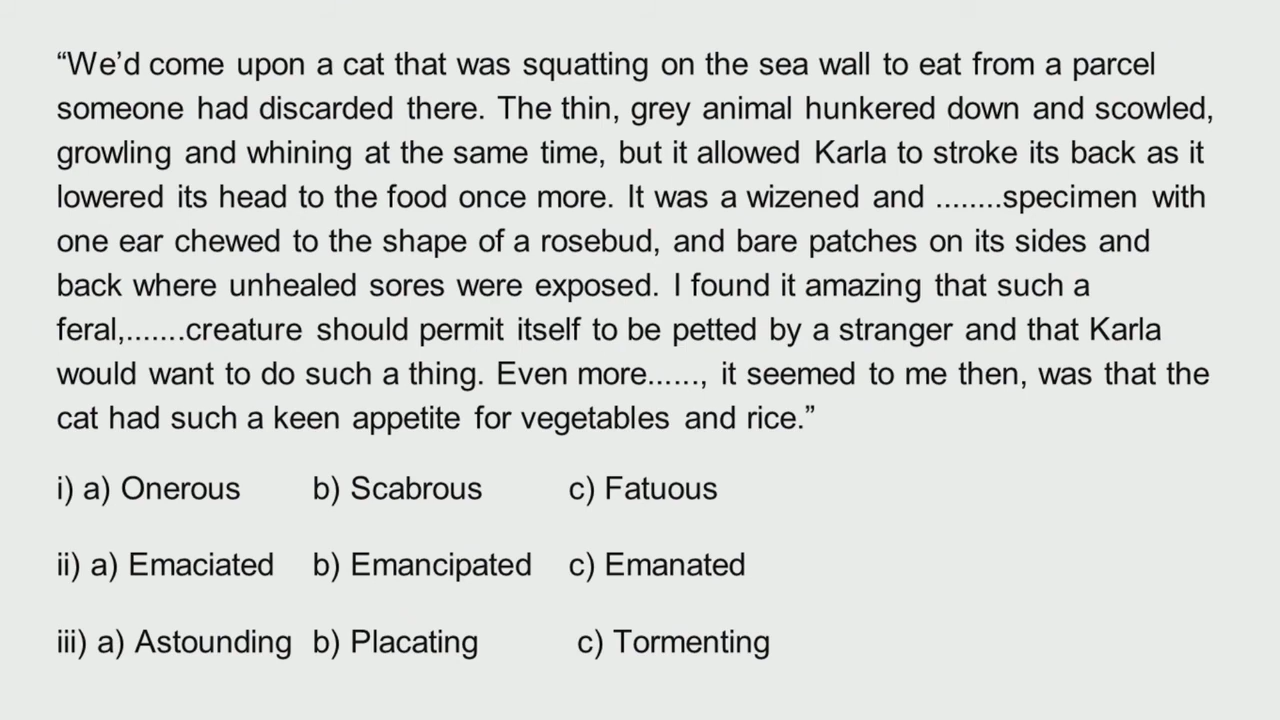 “We’d come upon a cat that was squatting on the sea wall to eat from a parcel
someone had discarded there. The thin, grey animal hunkered down and scowled,
growling and whining at the same time, but it allowed Karla to stroke its back as it
lowered its head to the food once more. It was a wizened and ........specimen with
one ear chewed to the shape of a rosebud, and bare patches on its sides and
back where unhealed sores were exposed. I found it amazing that such a
feral,.......creature should permit itself to be petted by a stranger and that Karla
would want to do such a thing. Even more......, it seemed to me then, was that the
cat had such a keen appetite for vegetables and rice.”
i) a) Onerous b) Scabrous c) Fatuous
ii) a) Emaciated b) Emancipated c) Emanated
iii) a) Astounding b) Placating c) Tormenting